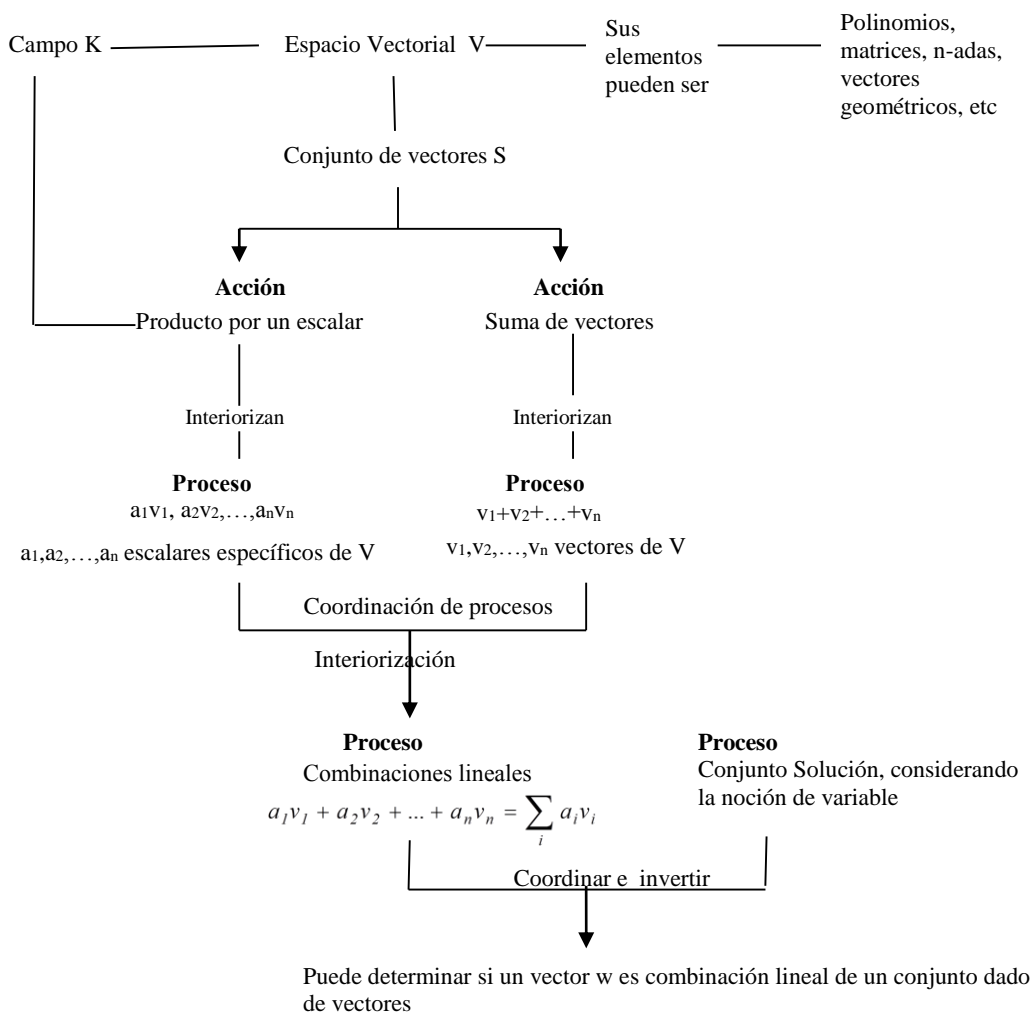 Campo K
Espacio Vectorial V
Sus
elementos
pueden ser
Polinomios,
matrices, n-adas,
vectores
geométricos, etc
Conjunto de vectores S
Acción
Producto por un escalar
Acción
Suma de vectores
Interiorizan
Interiorizan
Proceso
a₁v₁, a₂v₂,…,aₙvₙ
a₁,a₂,…,aₙ escalares específicos de V
Proceso
v₁+v₂+…+vₙ
v₁,v₂,…,vₙ vectores de V
Coordinación de procesos
Interiorización
Proceso
Combinaciones lineales
a₁v₁ + a₂v₂ + ... + aₙvₙ = ∑ᵢ aᵢvᵢ
Proceso
Conjunto Solución, considerando
la noción de variable
Coordinar e invertir
Puede determinar si un vector w es combinación lineal de un conjunto dado
de vectores